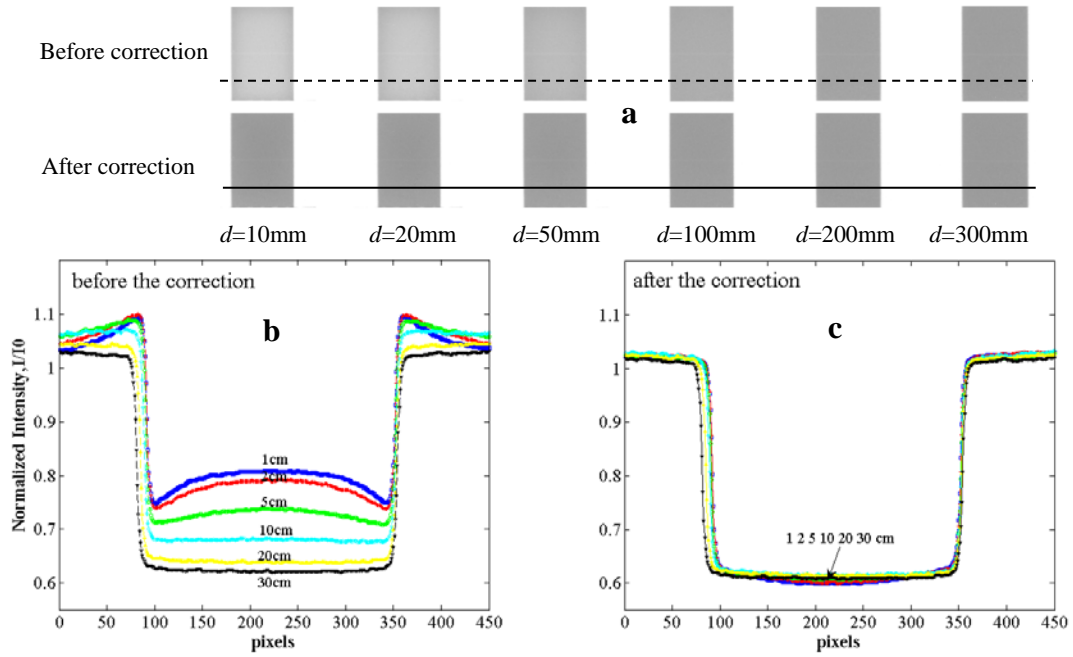 Before correction
a
After correction
d=10mm d=20mm d=50mm d=100mm d=200mm d=300mm
before the correction
b
Normalized Intensity,I/I0
1.1
1
0.9
0.8
0.7
0.6
1cm
2cm
5cm
10cm
20cm
30cm
0 50 100 150 200 250 300 350 400 450
pixels
after the correction
c
1.1
1
0.9
0.8
0.7
0.6
1 2 5 10 20 30 cm
0 50 100 150 200 250 300 350 400 450
pixels